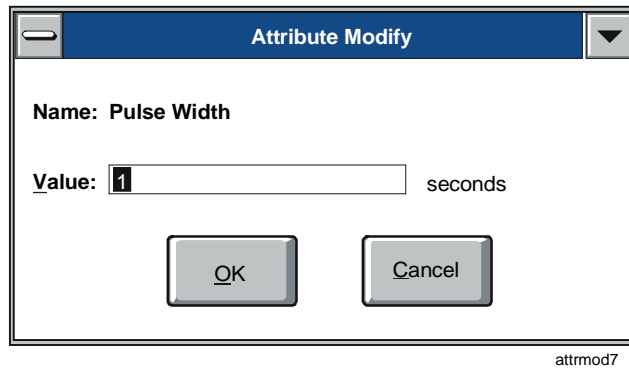 Attribute Modify
Name: Pulse Width
Value: 1 seconds
OK Cancel
attrmod7